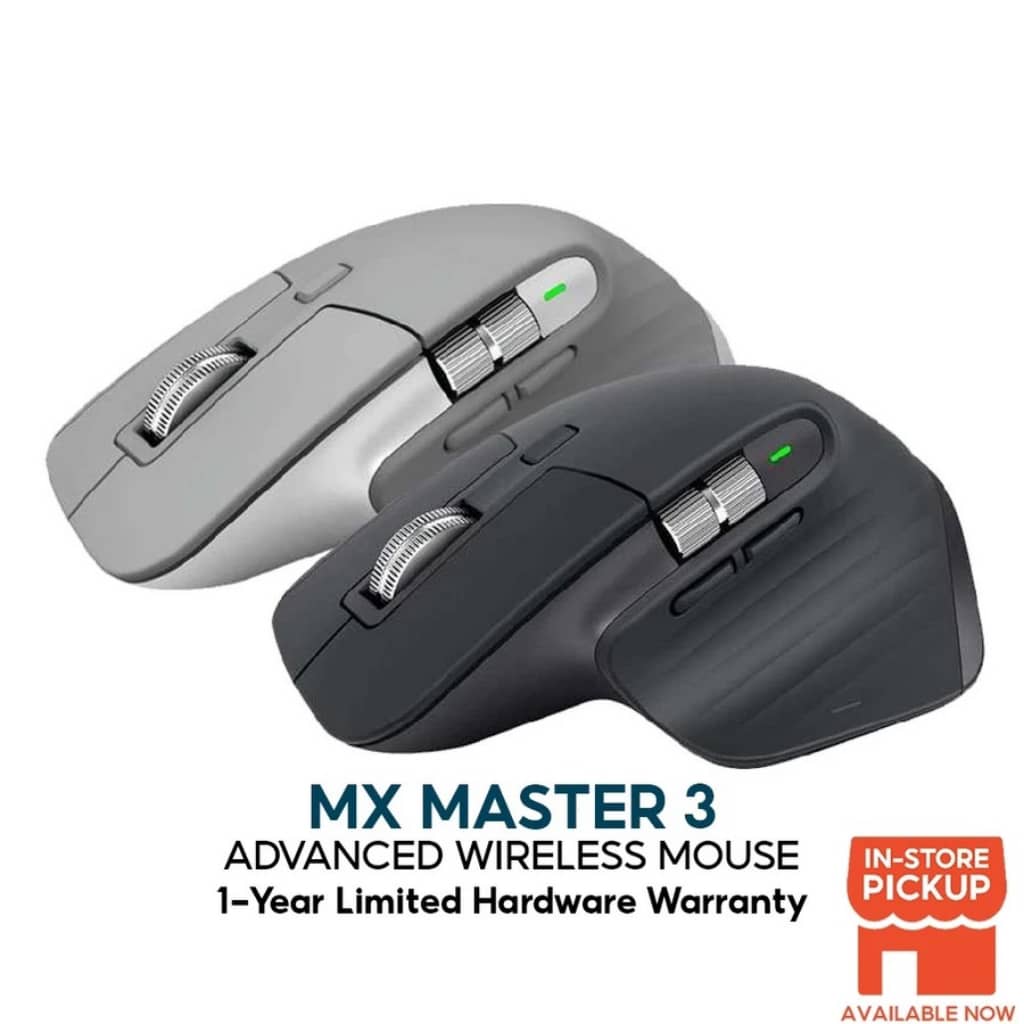 MX MASTER 3
ADVANCED WIRELESS MOUSE
1-Year Limited Hardware Warranty
IN-STORE
PICKUP
AVAILABLE NOW